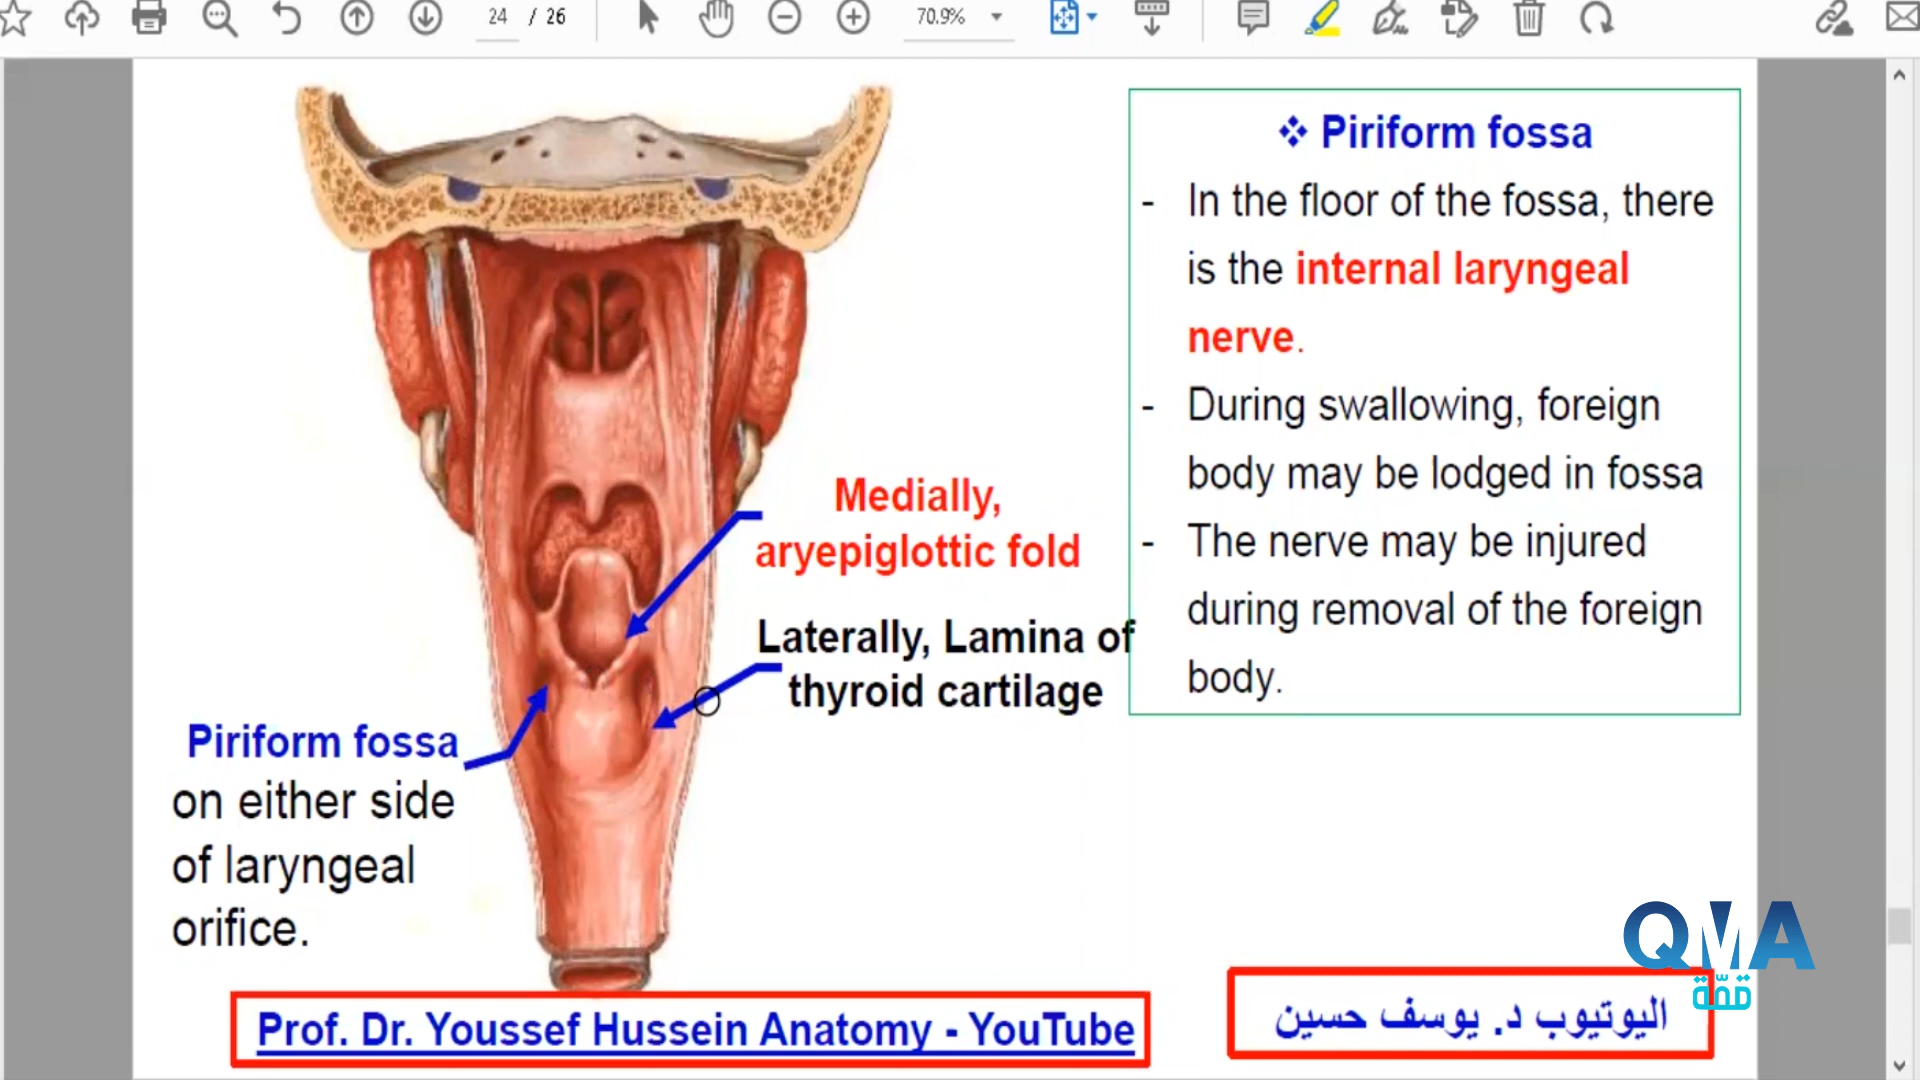 24 / 26
70.9%
❖ Piriform fossa
- In the floor of the fossa, there
is the internal laryngeal
nerve.
- During swallowing, foreign
body may be lodged in fossa
- The nerve may be injured
during removal of the foreign
body.
Medially,
aryepiglottic fold
Laterally, Lamina of
thyroid cartilage
Piriform fossa
on either side
of laryngeal
orifice.
QMA
قمّة
Prof. Dr. Youssef Hussein Anatomy - YouTube
اليوتيوب د. يوسف حسين